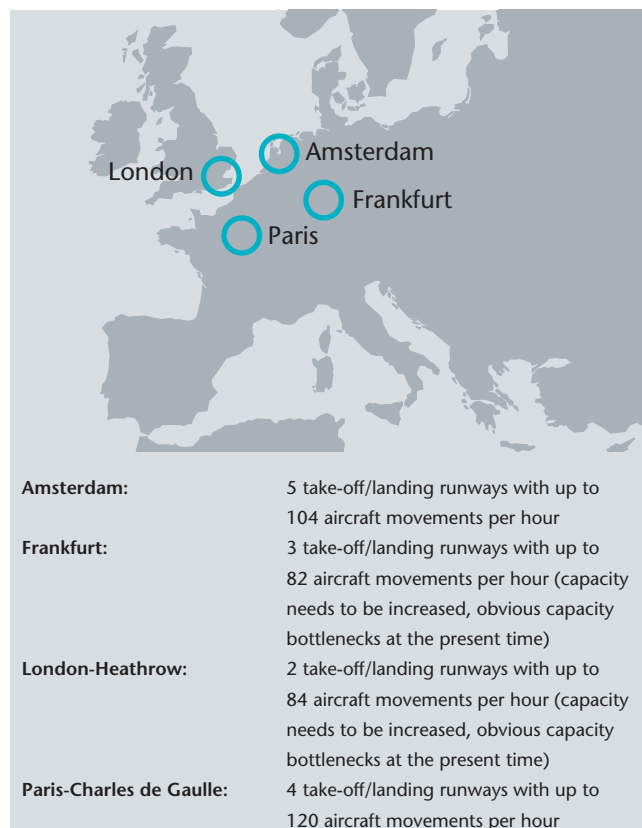 Amsterdam
London
Frankfurt
Paris
Amsterdam: 5 take-off/landing runways with up to
104 aircraft movements per hour
Frankfurt: 3 take-off/landing runways with up to
82 aircraft movements per hour (capacity
needs to be increased, obvious capacity
bottlenecks at the present time)
London-Heathrow: 2 take-off/landing runways with up to
84 aircraft movements per hour (capacity
needs to be increased, obvious capacity
bottlenecks at the present time)
Paris-Charles de Gaulle: 4 take-off/landing runways with up to
120 aircraft movements per hour